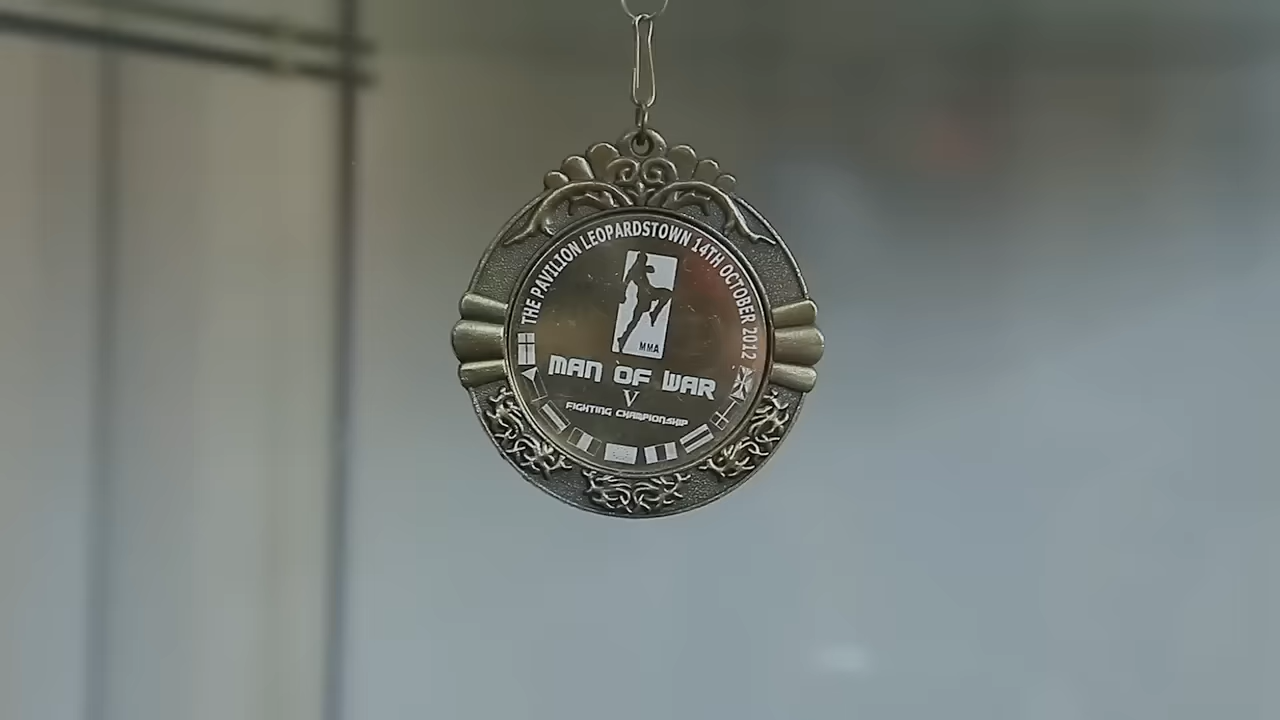 THE PAVILION LEOPARDSTOWN 14TH OCTOBER 2012
MMA
MAN OF WAR
V
FIGHTING CHAMPIONSHIP